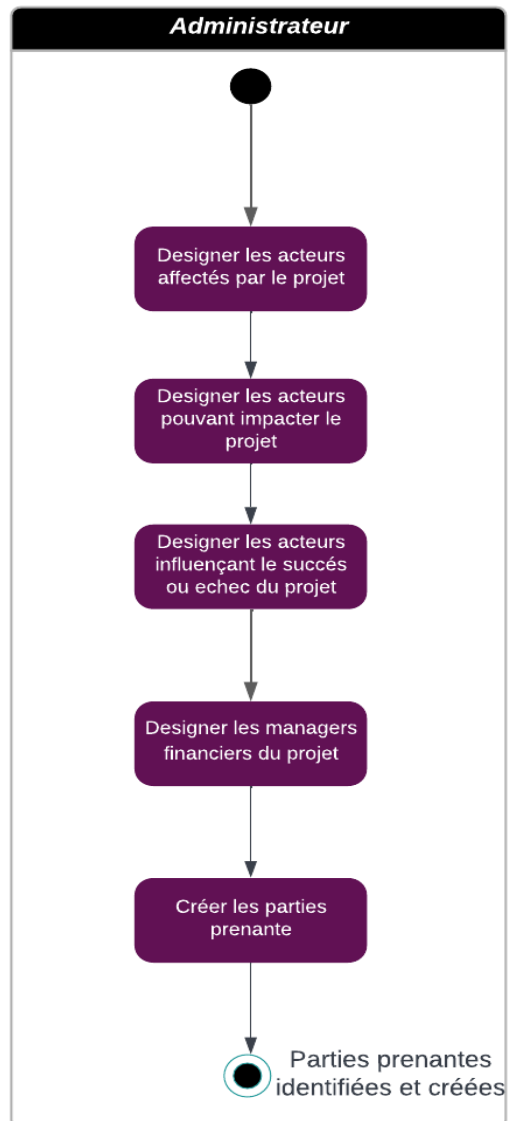 Administrateur
Designer les acteurs
affectés par le projet
Designer les acteurs
pouvant impacter le
projet
Designer les acteurs
influençant le succés
ou echec du projet
Designer les managers
financiers du projet
Créer les parties
prenante
Parties prenantes
identifiées et créées